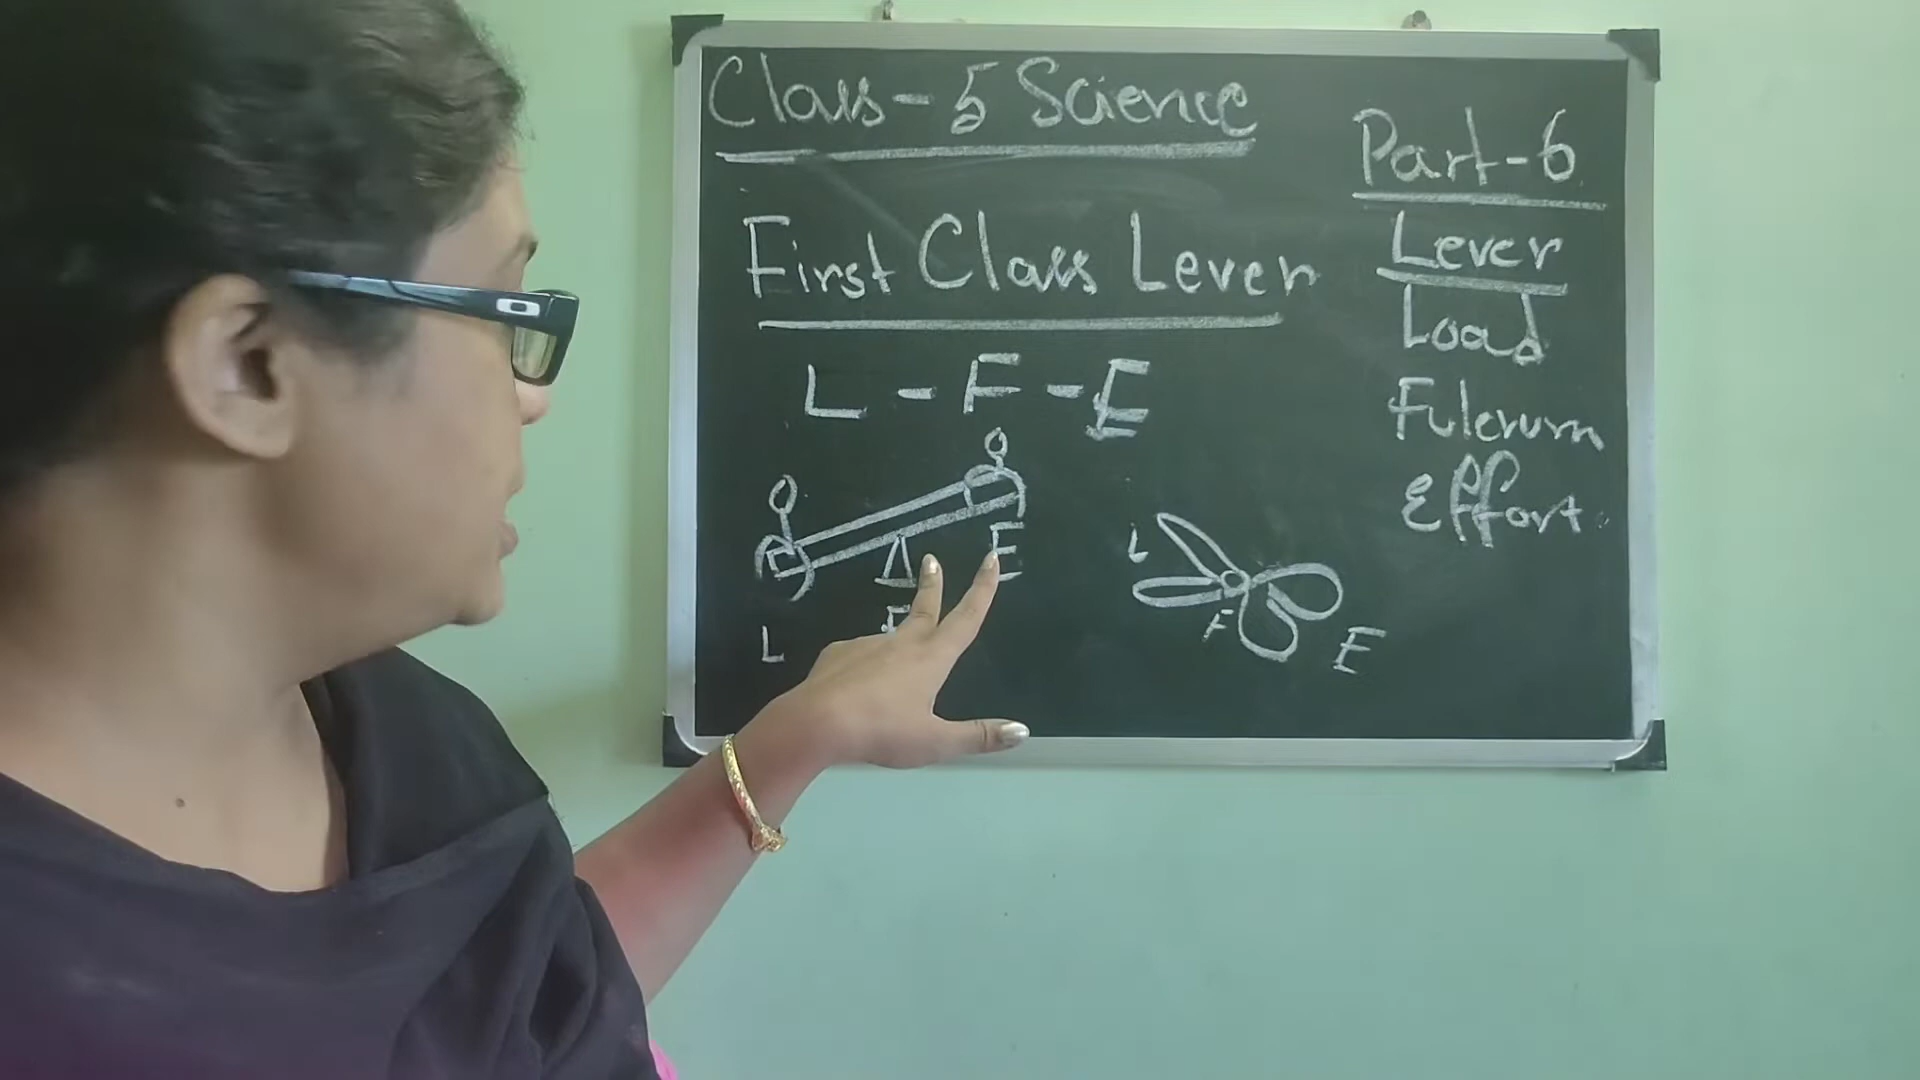 Class - 5 Science
Part-6
First Class Lever
Lever
Load
Fulcrum
Effort
L - F - E
L
F
E
L
F
E